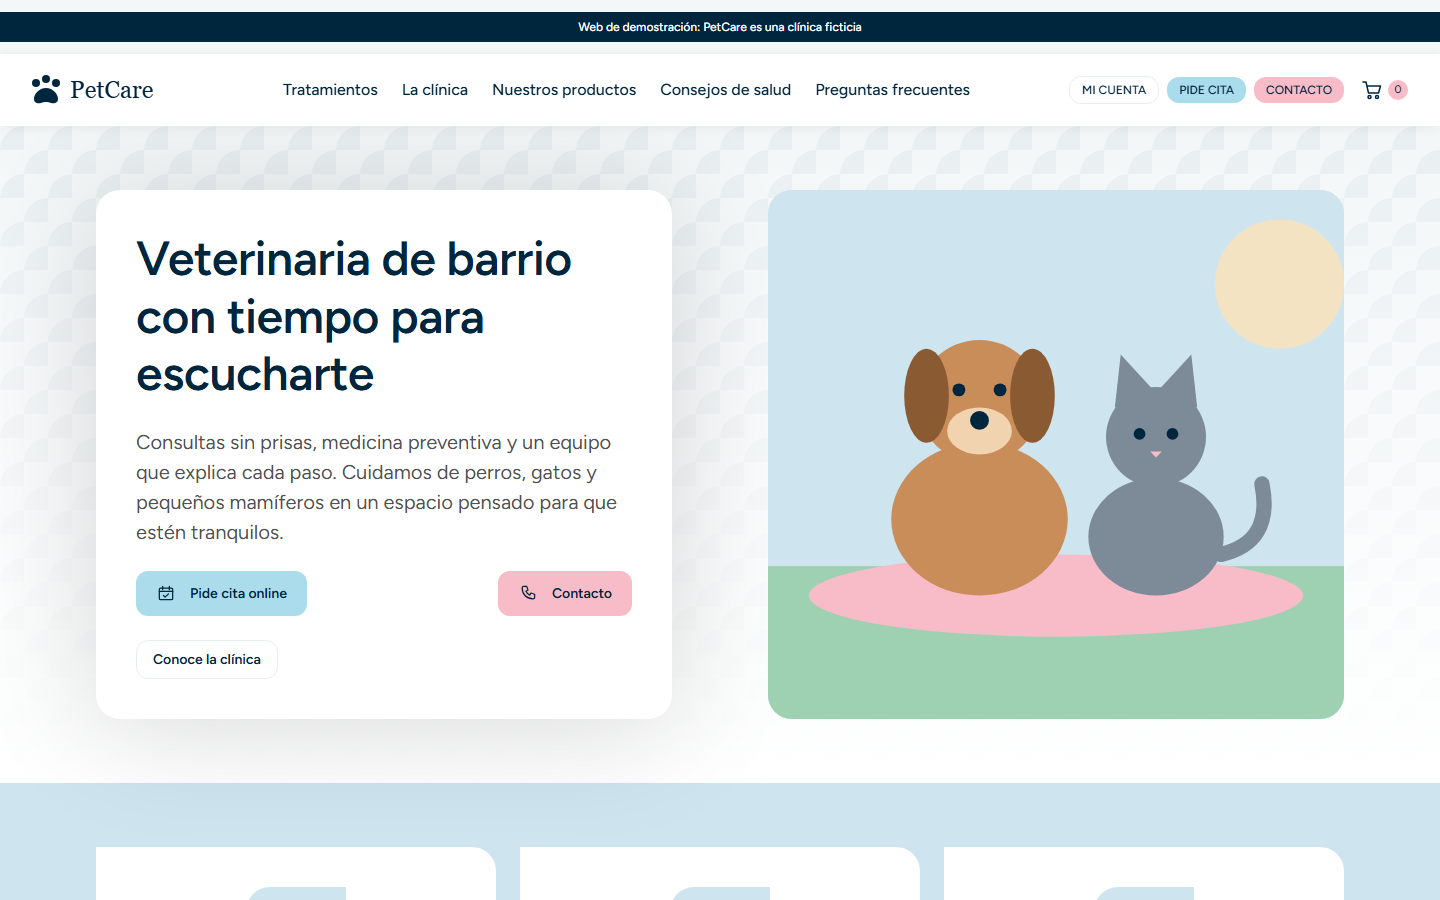 Web de demostración: PetCare es una clínica ficticia
PetCare
Tratamientos
La clínica
Nuestros productos
Consejos de salud
Preguntas frecuentes
MI CUENTA
PIDE CITA
CONTACTO
0
Veterinaria de barrio
con tiempo para
escucharte
Consultas sin prisas, medicina preventiva y un equipo
que explica cada paso. Cuidamos de perros, gatos y
pequeños mamíferos en un espacio pensado para que
estén tranquilos.
Pide cita online
Contacto
Conoce la clínica